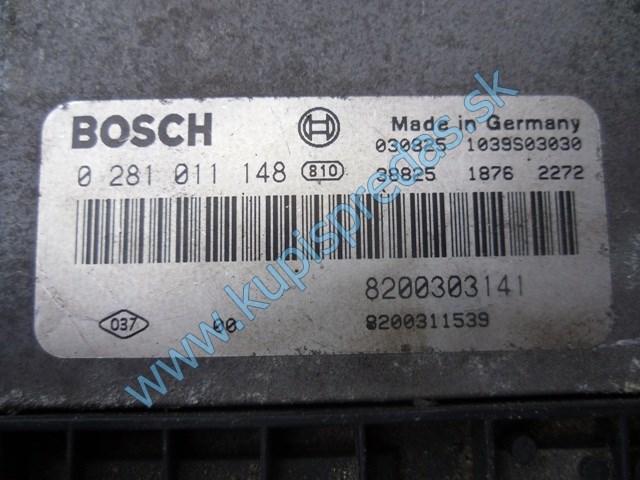 BOSCH
Made in Germany
030825 1039S03030
0 281 011 148 810
38825 1876 2272
8200303141
037 00
8200311539
www.kupispredas.sk